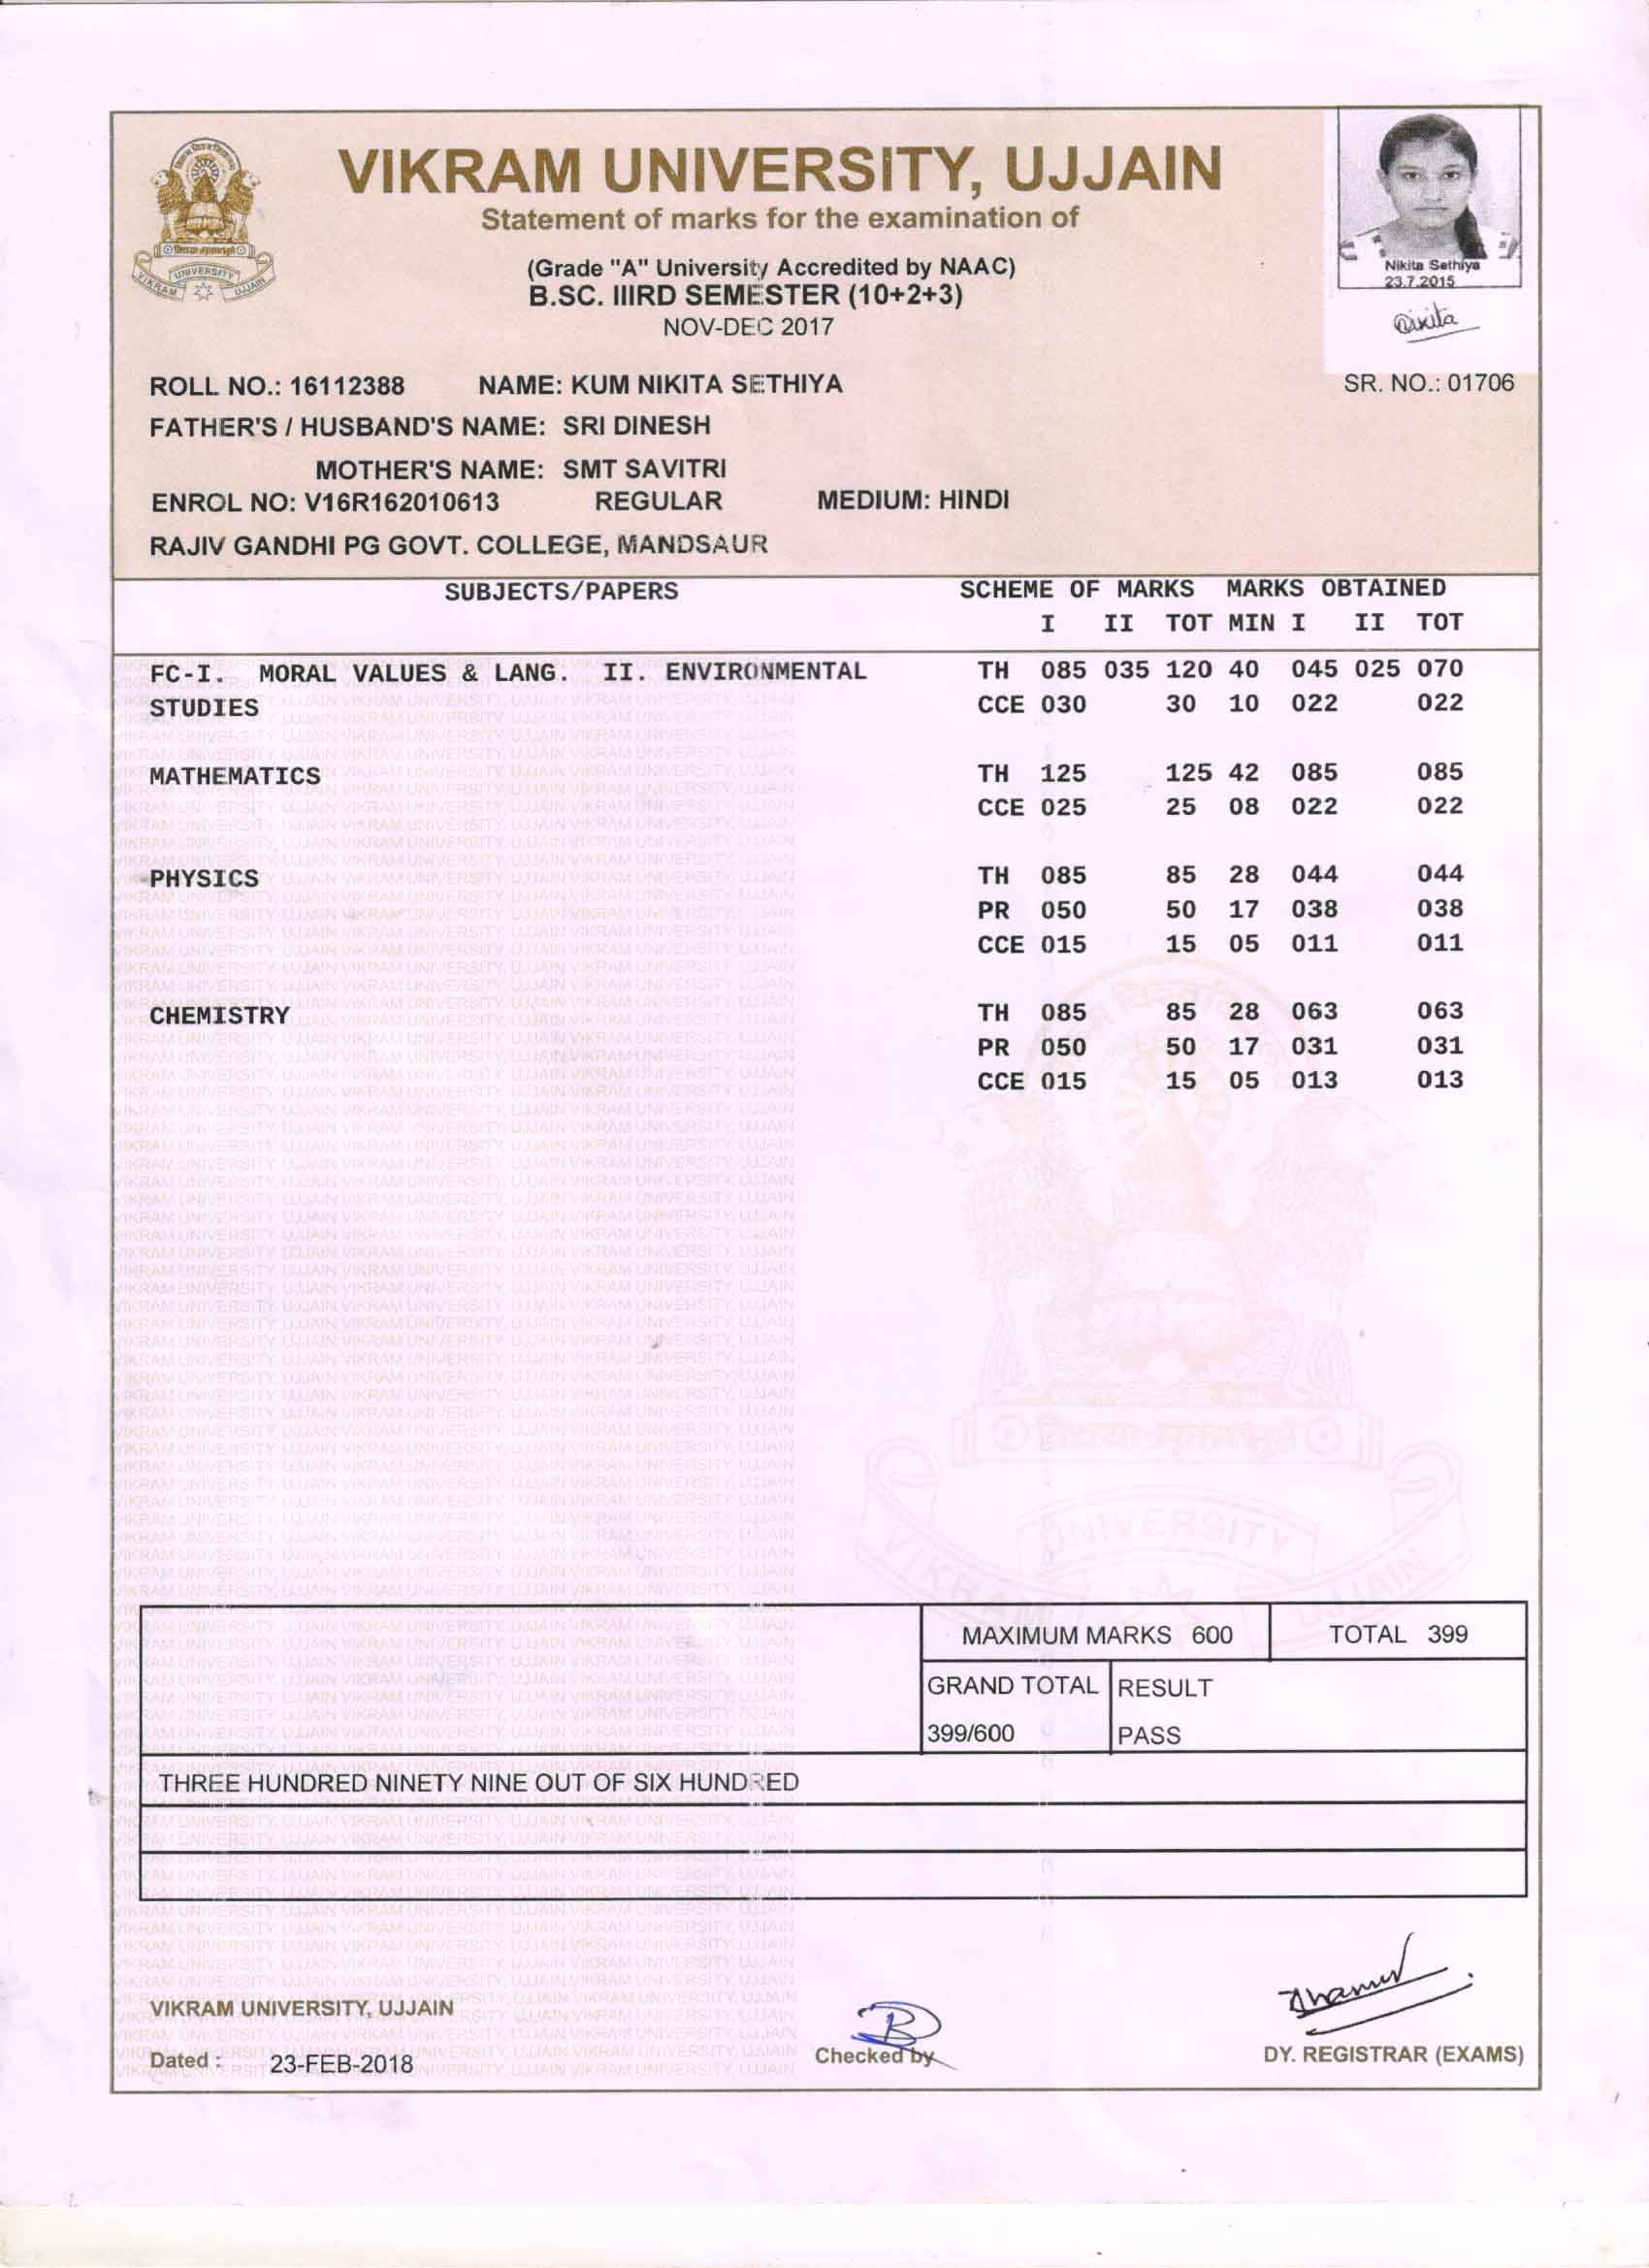 VIKRAM UNIVERSITY, UJJAIN
Statement of marks for the examination of
(Grade "A" University Accredited by NAAC)
B.SC. IIIRD SEMESTER (10+2+3)
NOV-DEC 2017
UNIVERSITY
VIKRAM UJJAIN
Nikita Sethiya
23.7.2015
Nikita
ROLL NO.: 16112388 NAME: KUM NIKITA SETHIYA SR. NO.: 01706
FATHER'S / HUSBAND'S NAME: SRI DINESH
MOTHER'S NAME: SMT SAVITRI
ENROL NO: V16R162010613 REGULAR MEDIUM: HINDI
RAJIV GANDHI PG GOVT. COLLEGE, MANDSAUR
SUBJECTS/PAPERS SCHEME OF MARKS MARKS OBTAINED
I II TOT MIN I II TOT
FC-I. MORAL VALUES & LANG. II. ENVIRONMENTAL TH 085 035 120 40 045 025 070
STUDIES CCE 030 30 10 022 022
MATHEMATICS TH 125 125 42 085 085
CCE 025 25 08 022 022
PHYSICS TH 085 85 28 044 044
PR 050 50 17 038 038
CCE 015 15 05 011 011
CHEMISTRY TH 085 85 28 063 063
PR 050 50 17 031 031
CCE 015 15 05 013 013
UNIVERSITY
VIKRAM UJJAIN
MAXIMUM MARKS 600 TOTAL 399
GRAND TOTAL RESULT
399/600 PASS
THREE HUNDRED NINETY NINE OUT OF SIX HUNDRED
VIKRAM UNIVERSITY, UJJAIN
Dated : 23-FEB-2018
Checked by
DY. REGISTRAR (EXAMS)